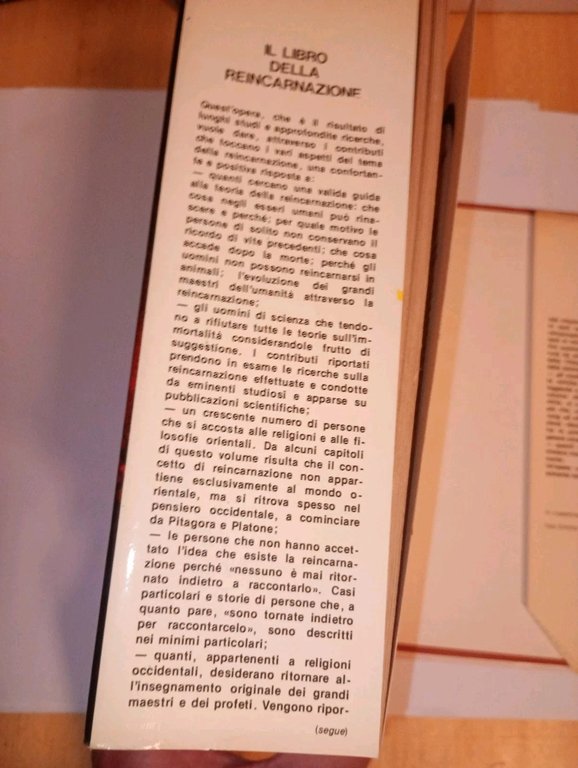 IL LIBRO
DELLA
REINCARNAZIONE
Quest'opera, che è il risultato di
lunghi studi e approfondite ricerche,
vuole dare, attraverso i contributi
che toccano i vari aspetti del tema
della reincarnazione, una confortan-
te e positiva risposta a:
— quanti cercano una valida guida
alla teoria della reincarnazione: che
cosa negli esseri umani può rina-
scere e perché; per quale motivo le
persone di solito non conservano il
ricordo di vite precedenti; che cosa
accade dopo la morte; perché gli
uomini non possono reincarnarsi in
animali; l'evoluzione dei grandi
maestri dell'umanità attraverso la
reincarnazione;
— gli uomini di scienza che tendo-
no a rifiutare tutte le teorie sull'im-
mortalità considerandole frutto di
suggestione. I contributi riportati
prendono in esame le ricerche sulla
reincarnazione effettuate e condotte
da eminenti studiosi e apparse su
pubblicazioni scientifiche;
— un crescente numero di persone
che si accosta alle religioni e alle fi-
losofie orientali. Da alcuni capitoli
di questo volume risulta che il con-
cetto di reincarnazione non appar-
tiene esclusivamente al mondo o-
rientale, ma si ritrova spesso nel
pensiero occidentale, a cominciare
da Pitagora e Platone;
— le persone che non hanno accet-
tato l'idea che esiste la reincarna-
zione perché «nessuno è mai ritor-
nato indietro a raccontarlo». Casi
particolari e storie di persone che, a
quanto pare, «sono tornate indietro
per raccontarcelo», sono descritti
nei minimi particolari;
— quanti, appartenenti a religioni
occidentali, desiderano ritornare al-
l'insegnamento originale dei grandi
maestri e dei profeti. Vengono ripor-
(segue)